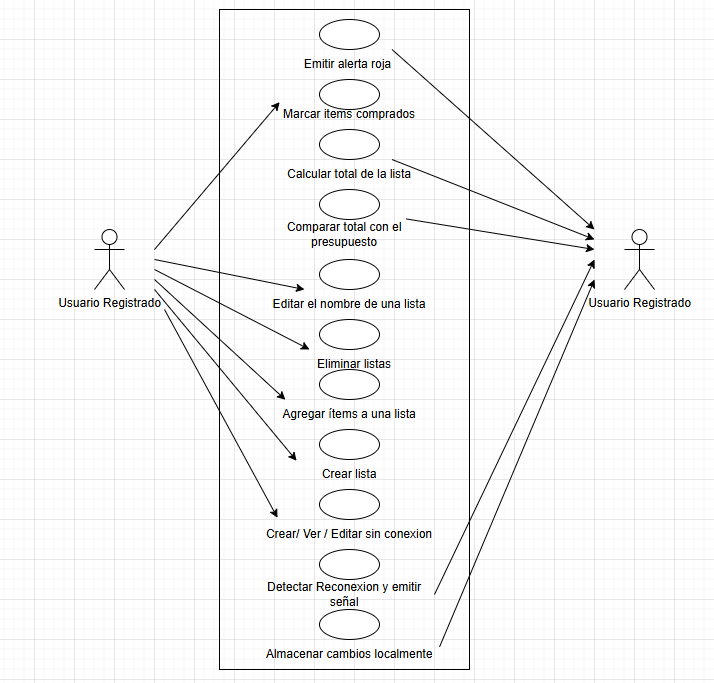 Emitir alerta roja
Marcar items comprados
Calcular total de la lista
Comparar total con el
presupuesto
Usuario Registrado
Usuario Registrado
Editar el nombre de una lista
Eliminar listas
Agregar ítems a una lista
Crear lista
Crear/ Ver / Editar sin conexion
Detectar Reconexion y emitir
señal
Almacenar cambios localmente